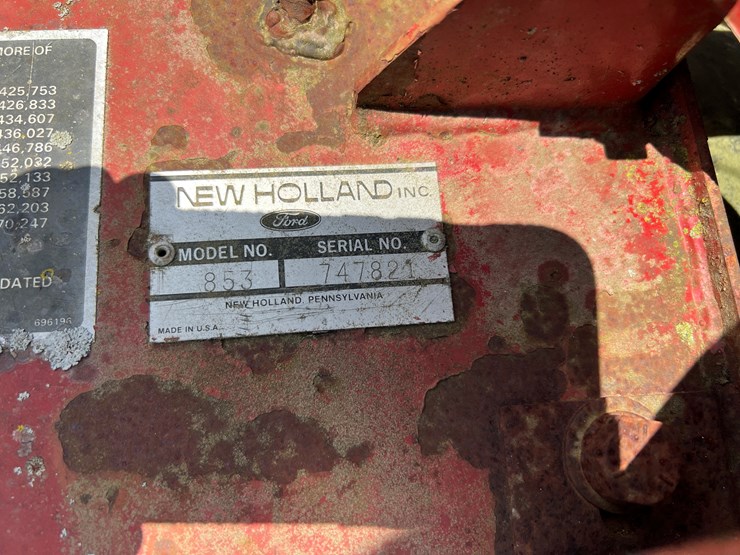 MORE OF
425,753
426,833
434,607
436,027
446,786
52,032
52,133
58,587
62,203
70,247
DATED
696196
NEW HOLLAND INC.
Ford
MODEL NO. SERIAL NO.
853 747821
NEW HOLLAND, PENNSYLVANIA
MADE IN U.S.A.